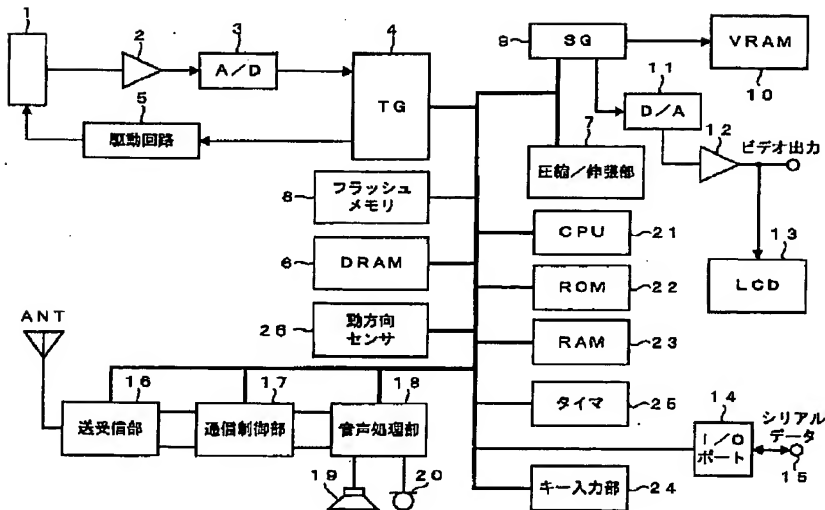 1
2
3
A/D
4
TG
5
駆動回路
9
SG
VRAM
10
11
D/A
12
ビデオ出力
7
圧縮/伸張部
13
LCD
8
フラッシュ
メモリ
6
DRAM
26
動方向
センサ
CPU
21
ROM
22
RAM
23
タイマ
25
キー入力部
24
14
I/O
ポート
シリアル
データ
15
ANT
16
送受信部
17
通信制御部
18
音声処理部
19
20